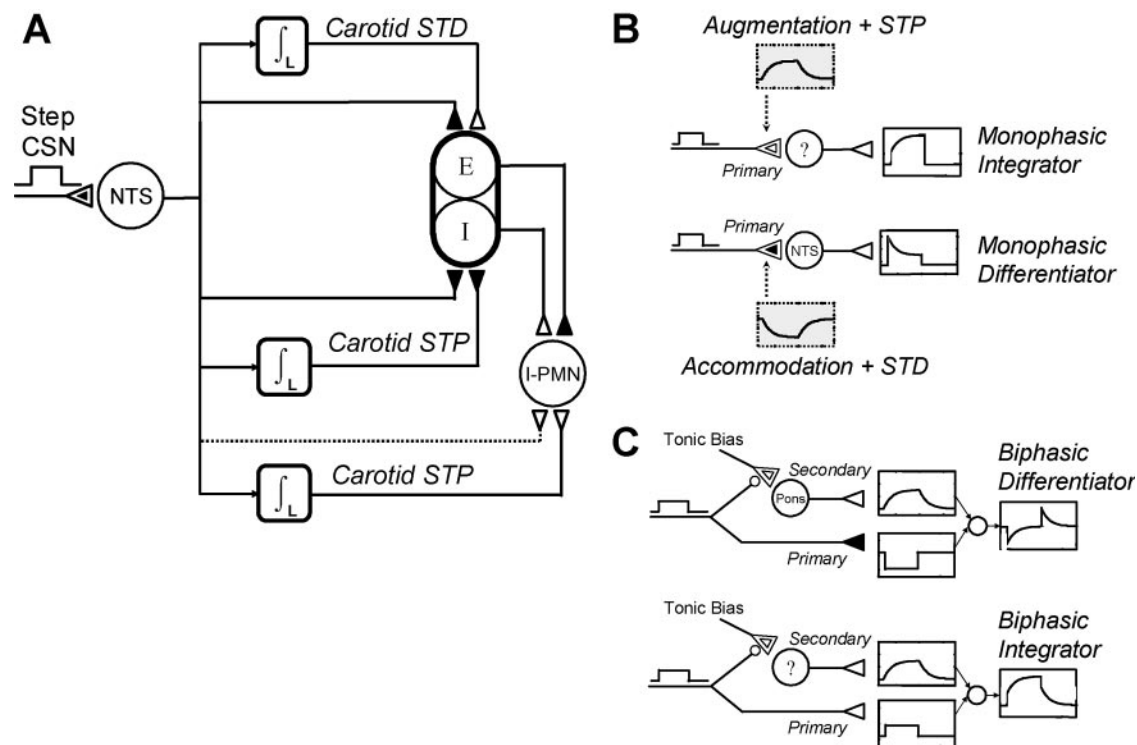 A
Carotid STD
∫L
Step
CSN
NTS
E
I
Carotid STP
∫L
I-PMN
Carotid STP
∫L
B
Augmentation + STP
?
Primary
Monophasic
Integrator
Primary
NTS
Monophasic
Differentiator
Accommodation + STD
C
Tonic Bias
Secondary
Pons
Primary
Biphasic
Differentiator
Tonic Bias
Secondary
?
Primary
Biphasic
Integrator